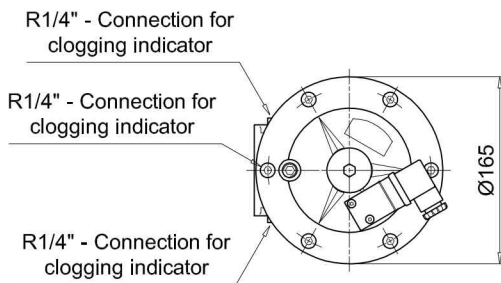 R1/4" - Connection for
clogging indicator
R1/4" - Connection for
clogging indicator
R1/4" - Connection for
clogging indicator
Ø165